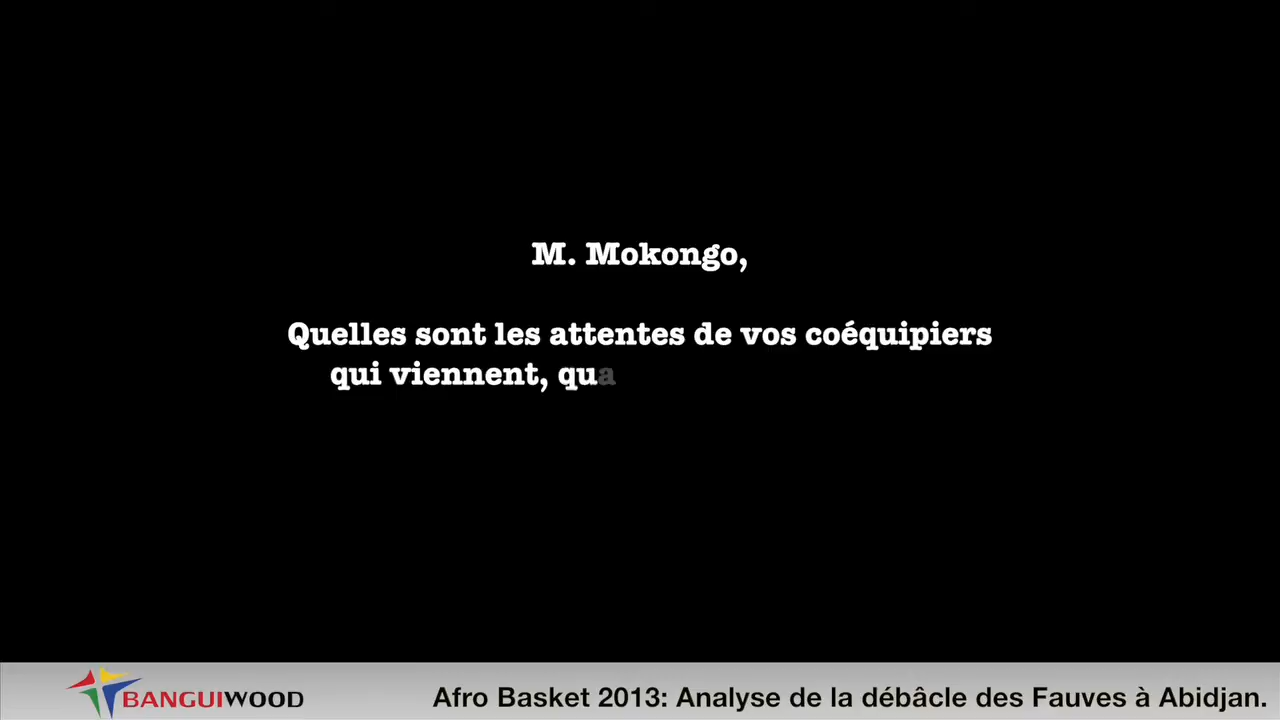 M. Mokongo,
Quelles sont les attentes de vos coéquipiers
qui viennent, qua
BANGUIWOOD
Afro Basket 2013: Analyse de la débâcle des Fauves à Abidjan.